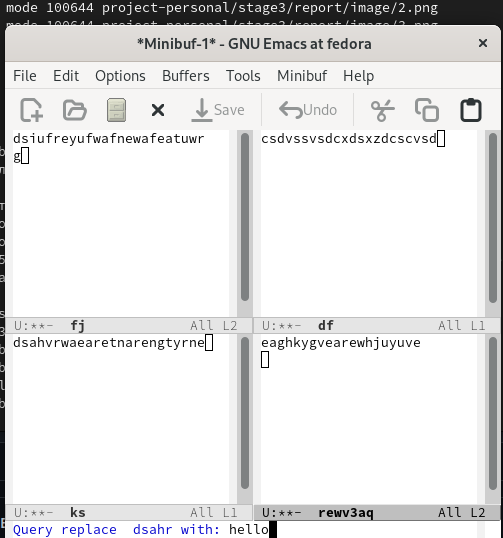 mode 100644 project-personal/stage3/report/image/2.png
mode 100644 project-personal/stage3/report/image/3.png
*Minibuf-1* - GNU Emacs at fedora
File Edit Options Buffers Tools Minibuf Help
Save Undo
dsiufreyufwafnewafeatuwr
g
U:**- fj All L2
csdvssvsdcxdsxzdcscvsd
U:**- df All L1
dsahvrwaearetnarengtyrne
U:**- ks All L1
eaghkygvearewhjuyuve
U:**- rewv3aq All L2
Query replace dsahr with: hello